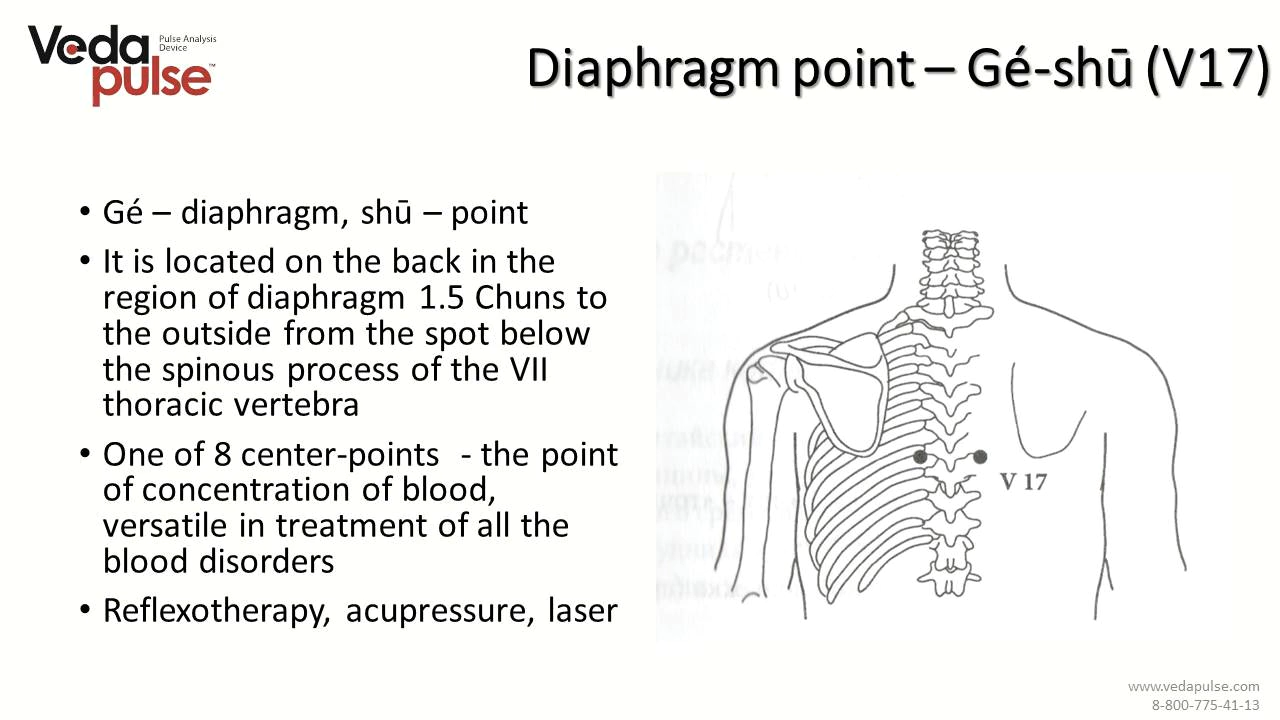 Veda
pulse™
Pulse Analysis
Device
Diaphragm point – Gé-shū (V17)
• Gé – diaphragm, shū – point
• It is located on the back in the
region of diaphragm 1.5 Chuns to
the outside from the spot below
the spinous process of the VII
thoracic vertebra
• One of 8 center-points - the point
of concentration of blood,
versatile in treatment of all the
blood disorders
• Reflexotherapy, acupressure, laser
V 17
www.vedapulse.com
8-800-775-41-13